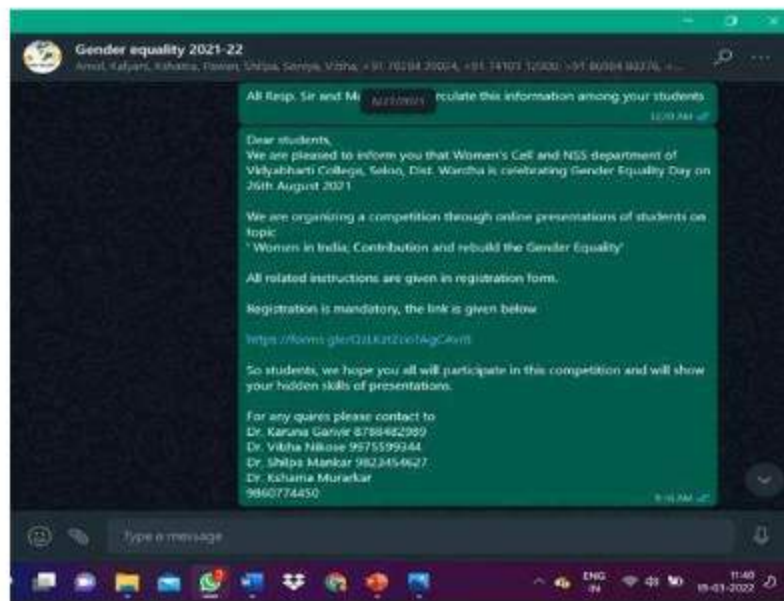 Gender equality 2021-22
Amol, Kalyani, Kshama, Pawan, Shilpa, Vibha,
All Resp. Sir and rculate this information among your students
Dear students,
We are pleased to inform you that Women's Cell and NSS department of
Vidyabharti College, Seloo, Dist. Wardha is celebrating Gender Equality Day on
26th August 2021
We are organizing a competition through online presentations of students on
topic
' Women in India; Contribution and rebuild the Gender Equality'
All related instructions are given in registration form.
Registration is mandatory, the link is given below
So students, we hope you all will participate in this competition and will show
your hidden skills of presentations.
For any quires please contact to
Dr. Karuna Ganvir 8788482989
Dr. Vibha Nikose 9975599344
Dr. Shilpa Mankar 9823454627
Dr. Kshama Murarkar
9860774450
Type a message
ENG
IN
11:40